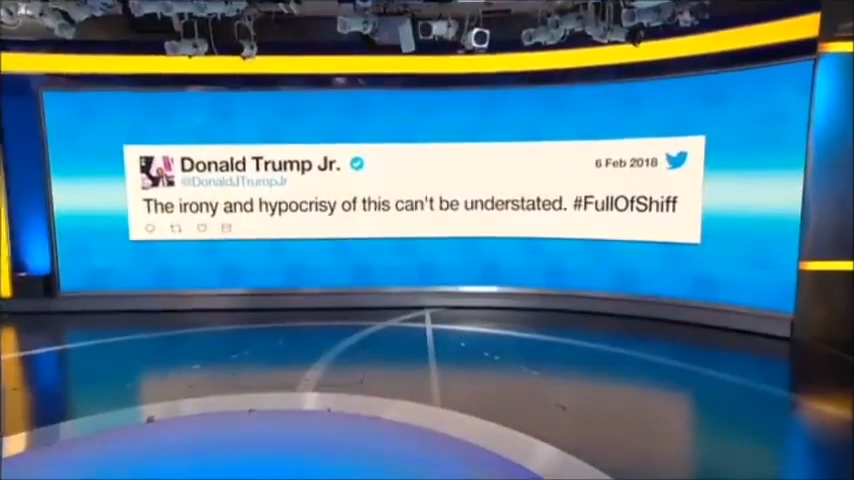 Donald Trump Jr.
6 Feb 2018
@DonaldJTrumpJr
The irony and hypocrisy of this can't be understated. #FullOfShiff